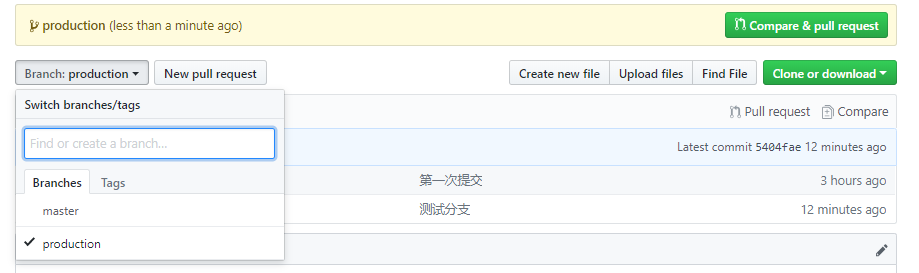 production (less than a minute ago)
Compare & pull request
Branch: production
New pull request
Create new file
Upload files
Find File
Clone or download
Switch branches/tags
Pull request
Compare
Find or create a branch...
Latest commit 5404fae 12 minutes ago
Branches
Tags
第一次提交
3 hours ago
master
测试分支
12 minutes ago
production